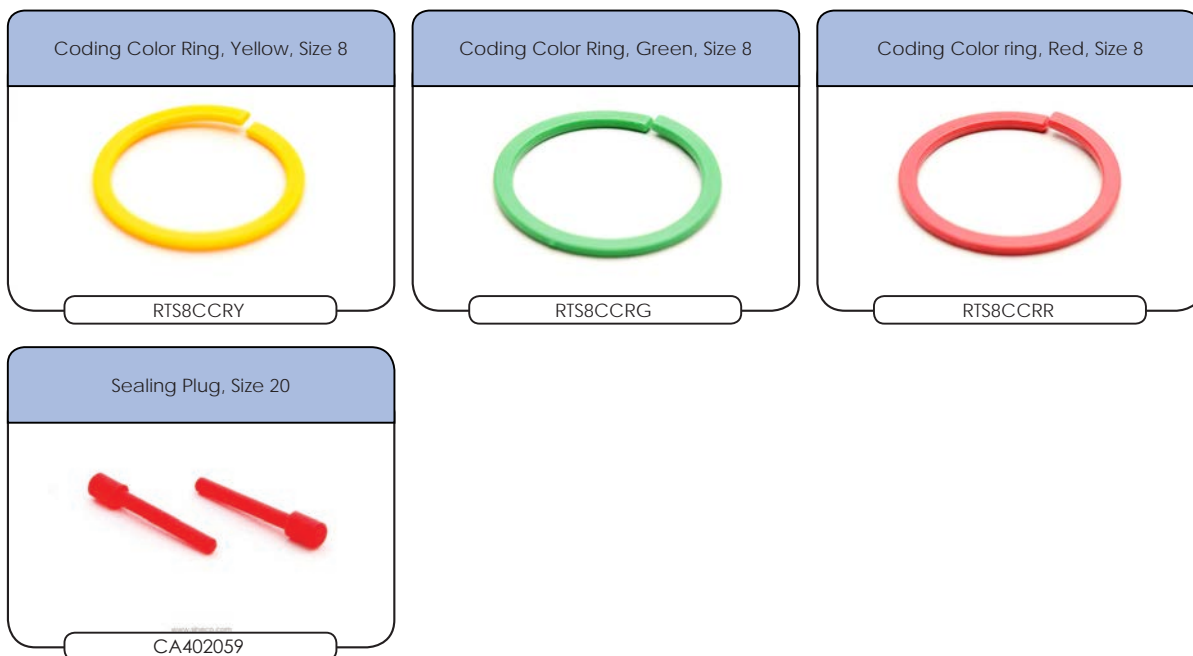 Coding Color Ring, Yellow, Size 8
Coding Color Ring, Green, Size 8
Coding Color ring, Red, Size 8
RTS8CCRY
RTS8CCRG
RTS8CCRR
Sealing Plug, Size 20
CA402059